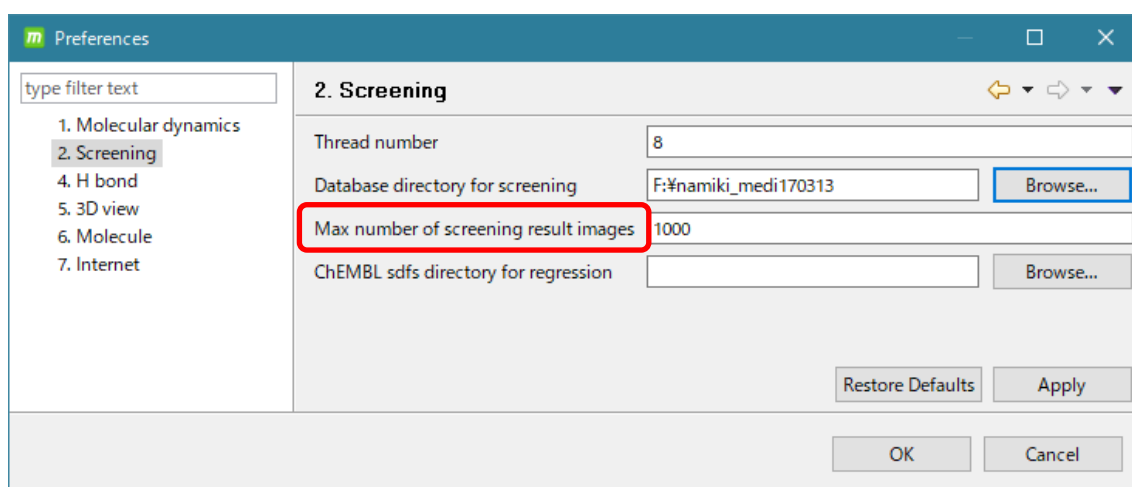 m Preferences
type filter text
1. Molecular dynamics
2. Screening
4. H bond
5. 3D view
6. Molecule
7. Internet
2. Screening
Thread number 8
Database directory for screening F:¥namiki_medi170313 Browse...
Max number of screening result images 1000
ChEMBL sdfs directory for regression Browse...
Restore Defaults Apply
OK Cancel